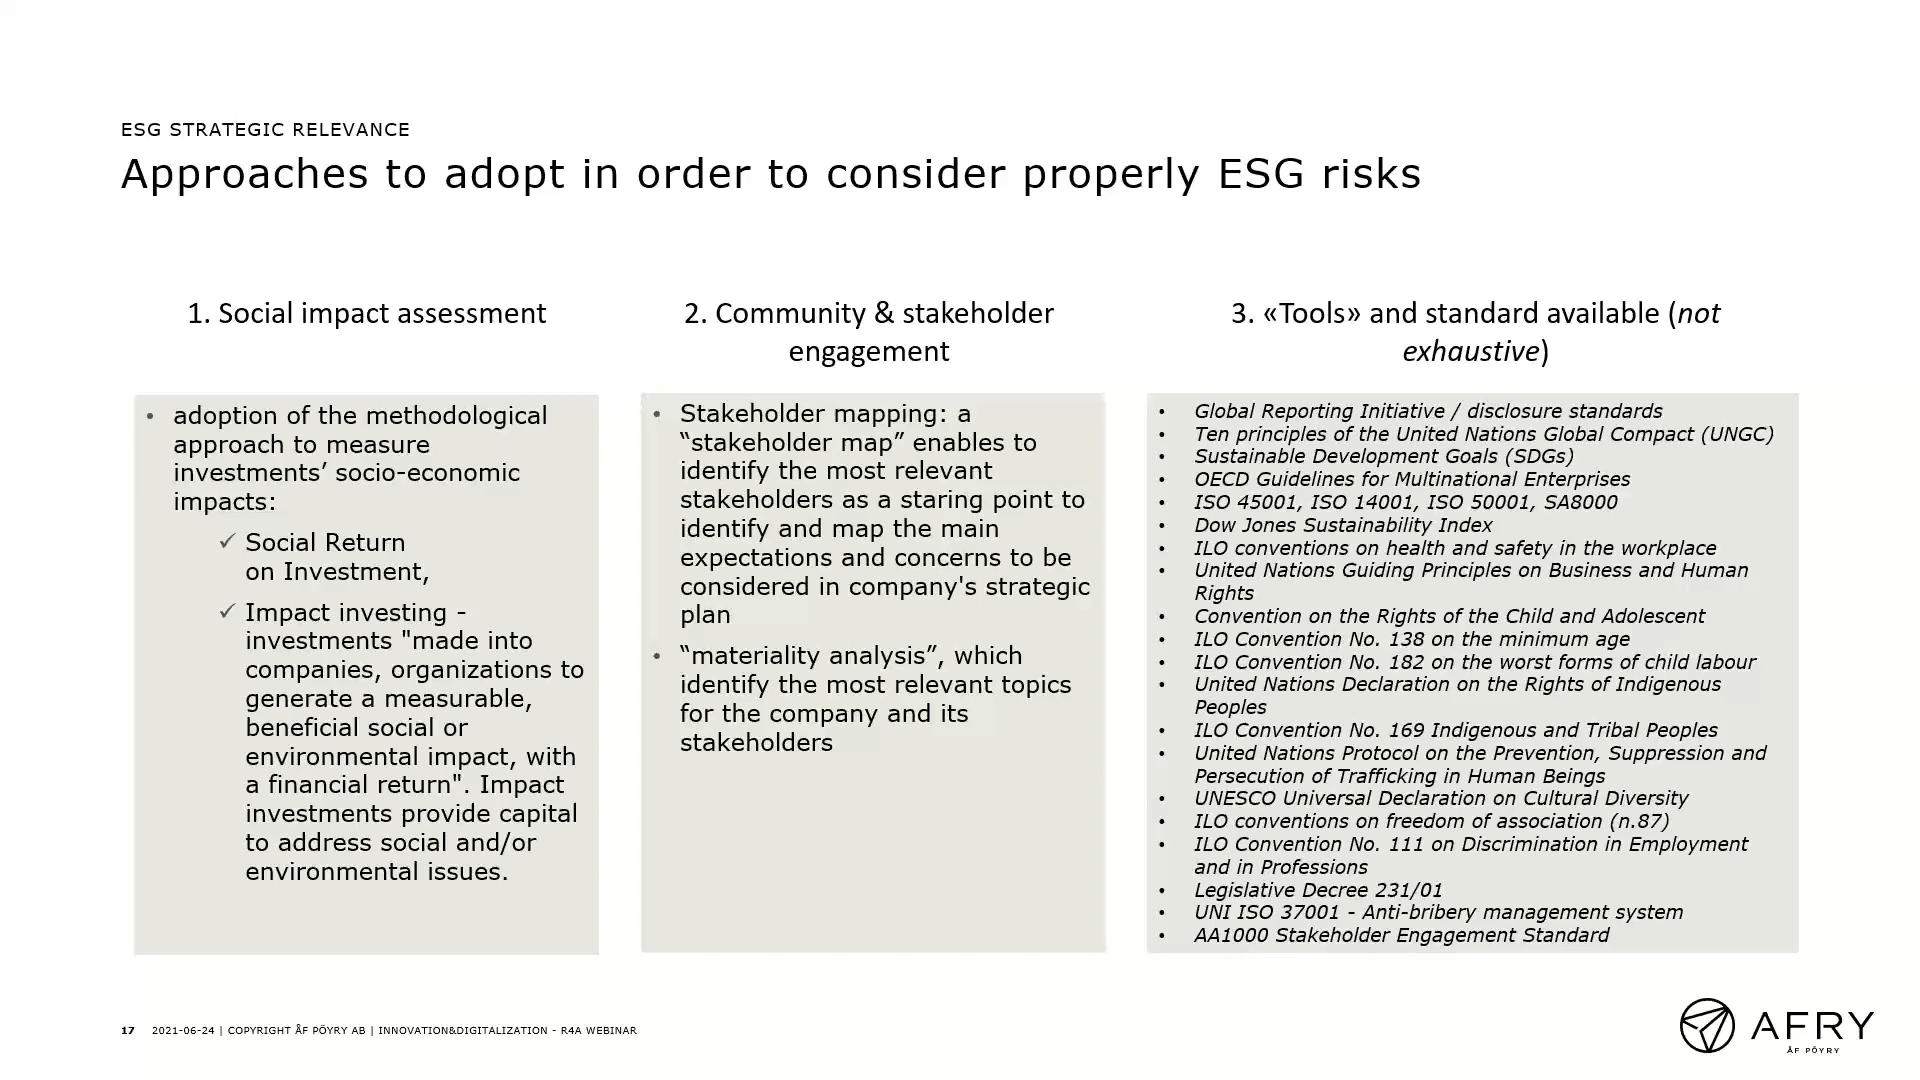 ESG STRATEGIC RELEVANCE
Approaches to adopt in order to consider properly ESG risks
1. Social impact assessment
• adoption of the methodological
approach to measure
investments’ socio-economic
impacts:
✓ Social Return
on Investment,
✓ Impact investing -
investments "made into
companies, organizations to
generate a measurable,
beneficial social or
environmental impact, with
a financial return". Impact
investments provide capital
to address social and/or
environmental issues.
2. Community & stakeholder
engagement
• Stakeholder mapping: a
“stakeholder map” enables to
identify the most relevant
stakeholders as a staring point to
identify and map the main
expectations and concerns to be
considered in company's strategic
plan
• “materiality analysis”, which
identify the most relevant topics
for the company and its
stakeholders
3. «Tools» and standard available (not
exhaustive)
• Global Reporting Initiative / disclosure standards
• Ten principles of the United Nations Global Compact (UNGC)
• Sustainable Development Goals (SDGs)
• OECD Guidelines for Multinational Enterprises
• ISO 45001, ISO 14001, ISO 50001, SA8000
• Dow Jones Sustainability Index
• ILO conventions on health and safety in the workplace
• United Nations Guiding Principles on Business and Human
Rights
• Convention on the Rights of the Child and Adolescent
• ILO Convention No. 138 on the minimum age
• ILO Convention No. 182 on the worst forms of child labour
• United Nations Declaration on the Rights of Indigenous
Peoples
• ILO Convention No. 169 Indigenous and Tribal Peoples
• United Nations Protocol on the Prevention, Suppression and
Persecution of Trafficking in Human Beings
• UNESCO Universal Declaration on Cultural Diversity
• ILO conventions on freedom of association (n.87)
• ILO Convention No. 111 on Discrimination in Employment
and in Professions
• Legislative Decree 231/01
• UNI ISO 37001 - Anti-bribery management system
• AA1000 Stakeholder Engagement Standard
17 2021-06-24 | COPYRIGHT ÅF PÖYRY AB | INNOVATION&DIGITALIZATION - R4A WEBINAR
AFRY
ÅF PÖYRY